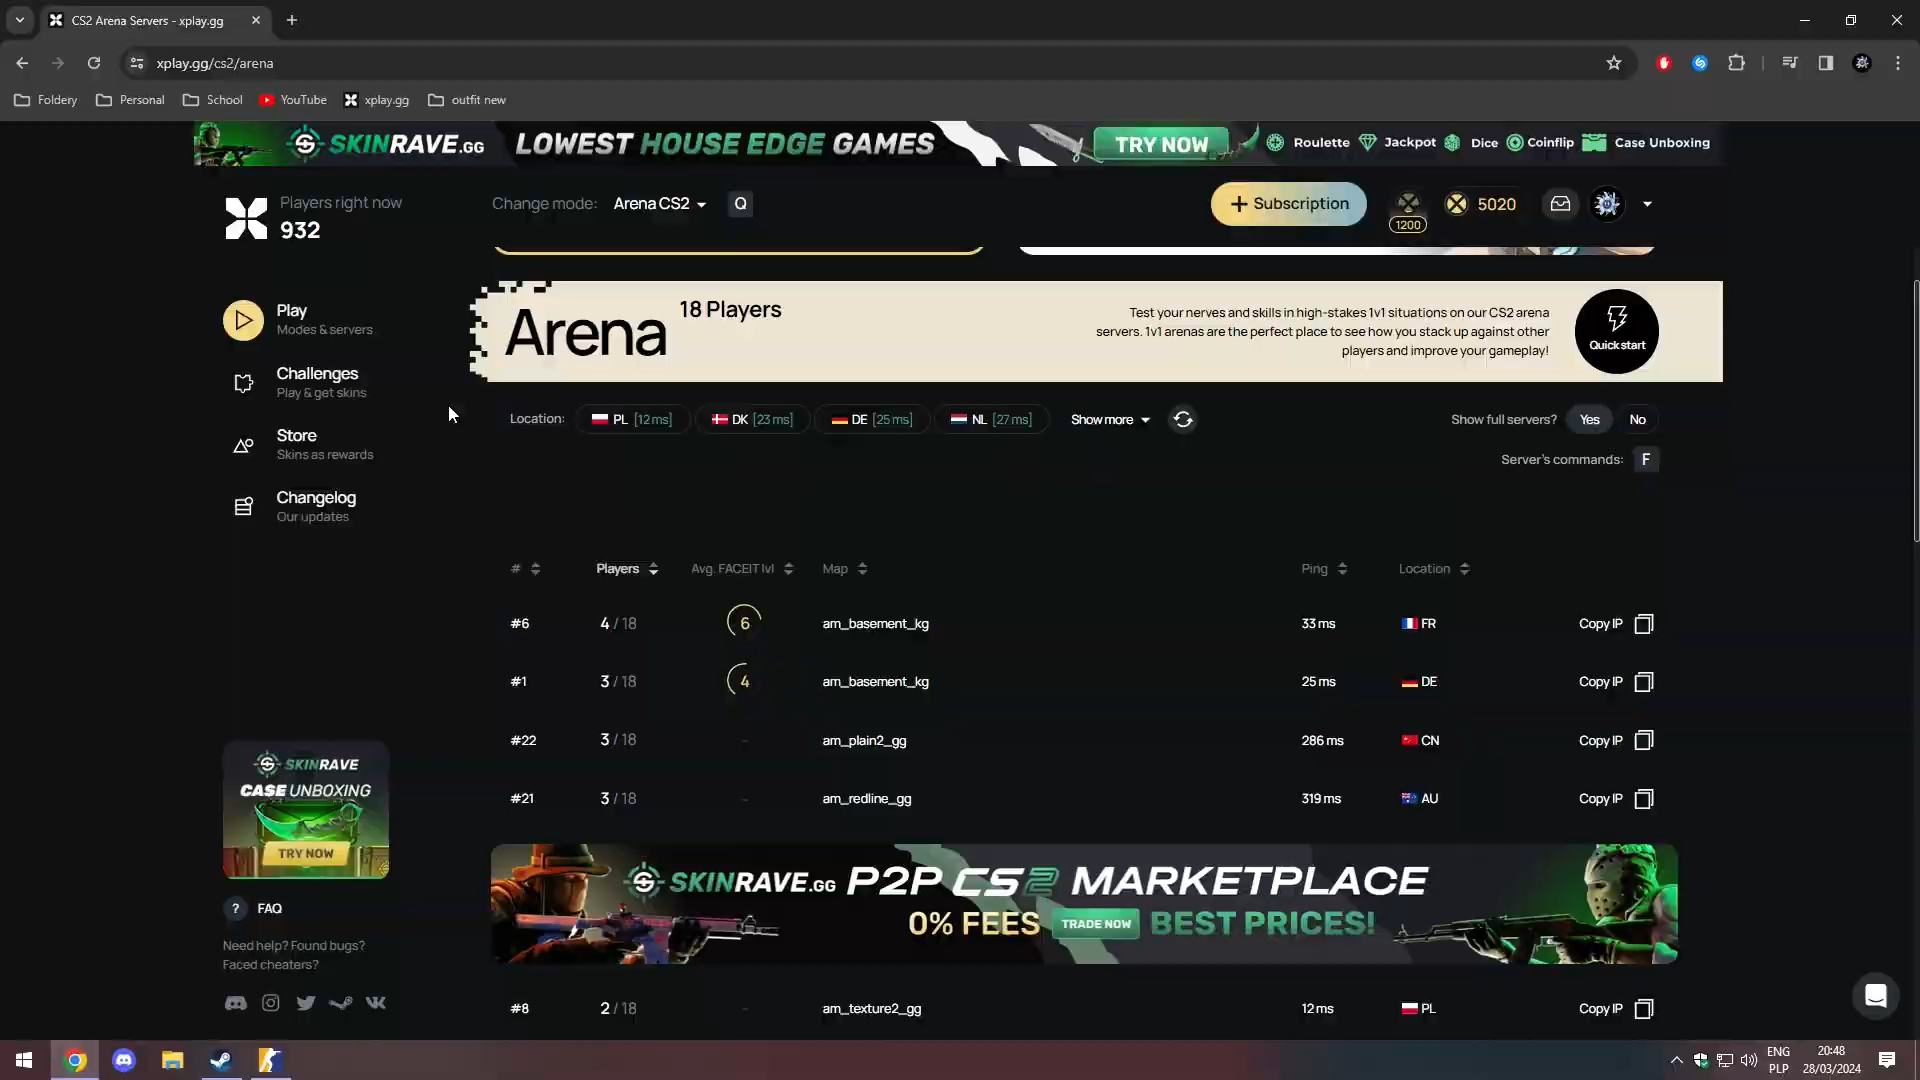 CS2 Arena Servers - xplay.gg
xplay.gg/cs2/arena
Foldery
Personal
School
YouTube
xplay.gg
outfit new
SKINRAVE.GG
LOWEST HOUSE EDGE GAMES
TRY NOW
Roulette
Jackpot
Dice
Coinflip
Case Unboxing
Players right now
932
Change mode:
Arena CS2
Q
+ Subscription
1200
5020
Play
Modes & servers
Challenges
Play & get skins
Store
Skins as rewards
Changelog
Our updates
Arena
18 Players
Test your nerves and skills in high-stakes 1v1 situations on our CS2 arena
servers. 1v1 arenas are the perfect place to see how you stack up against other
players and improve your gameplay!
Quick start
Location:
PL [12 ms]
DK [23 ms]
DE [25 ms]
NL [27 ms]
Show more
Show full servers?
Yes
No
Server's commands:
F
#
Players
Avg. FACEIT lvl
Map
Ping
Location
#6 4 / 18 6 am_basement_kg 33 ms FR Copy IP
#1 3 / 18 4 am_basement_kg 25 ms DE Copy IP
#22 3 / 18 - am_plain2_gg 286 ms CN Copy IP
#21 3 / 18 - am_redline_gg 319 ms AU Copy IP
SKINRAVE.GG P2P CS2 MARKETPLACE
0% FEES TRADE NOW BEST PRICES!
#8 2 / 18 - am_texture2_gg 12 ms PL Copy IP
SKINRAVE
CASE UNBOXING
TRY NOW
? FAQ
Need help? Found bugs?
Faced cheaters?
ENG
PLP
20:48
28/03/2024